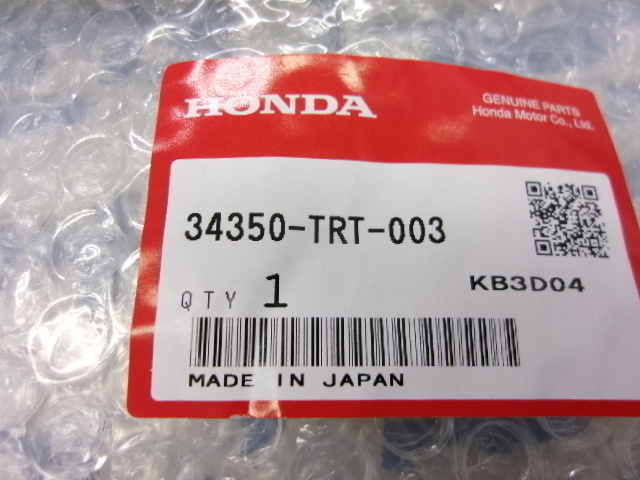 HONDA
GENUINE PARTS
Honda Motor Co., Ltd.
34350-TRT-003
KB3D04
QTY 1
MADE IN JAPAN